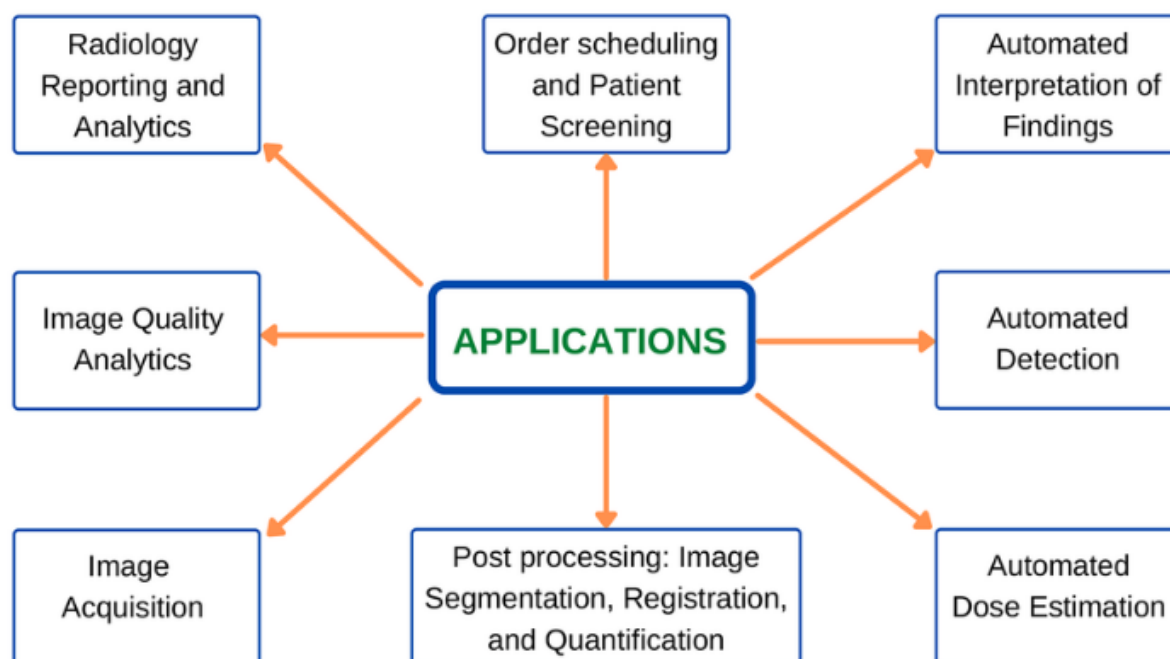 Radiology
Reporting and
Analytics
Order scheduling
and Patient
Screening
Automated
Interpretation of
Findings
Image Quality
Analytics
APPLICATIONS
Automated
Detection
Image
Acquisition
Post processing: Image
Segmentation, Registration,
and Quantification
Automated
Dose Estimation